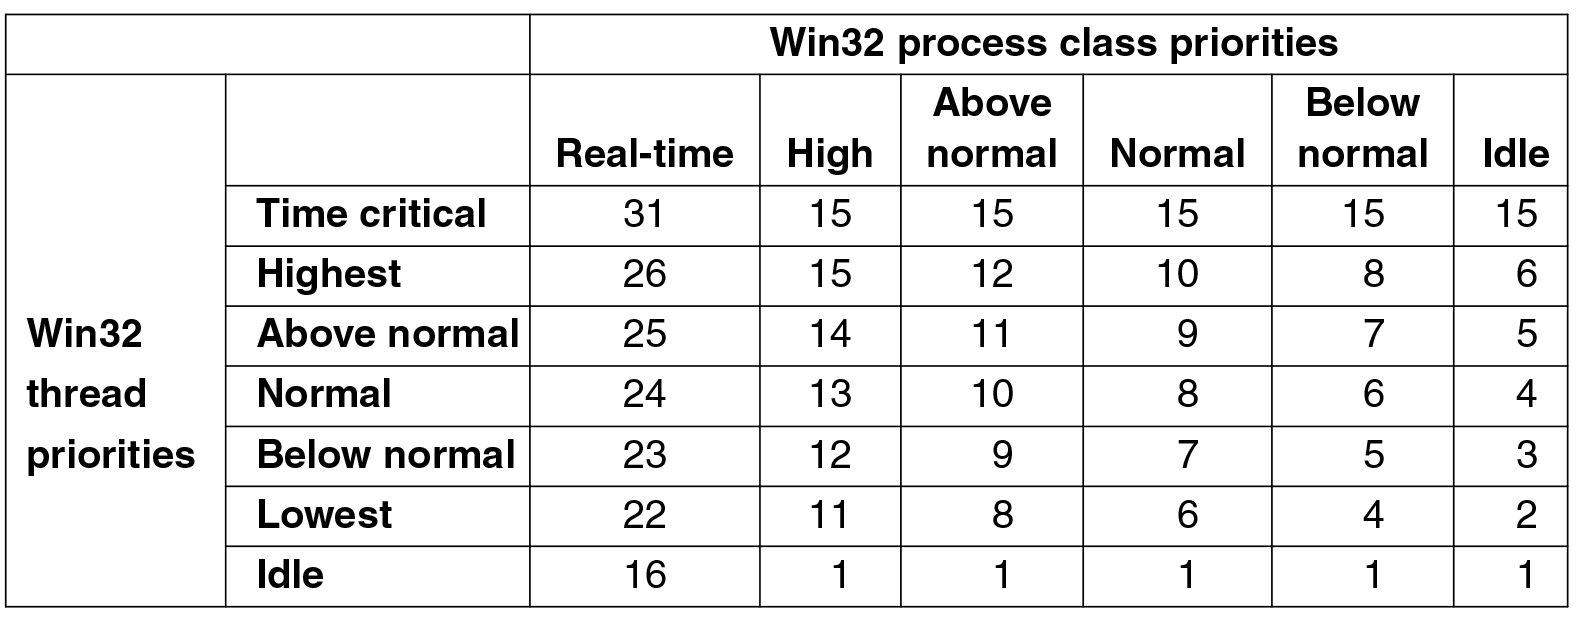 Win32 process class priorities
Above Below
Real-time High normal Normal normal Idle
Time critical 31 15 15 15 15 15
Highest 26 15 12 10 8 6
Win32 Above normal 25 14 11 9 7 5
thread Normal 24 13 10 8 6 4
priorities Below normal 23 12 9 7 5 3
Lowest 22 11 8 6 4 2
Idle 16 1 1 1 1 1